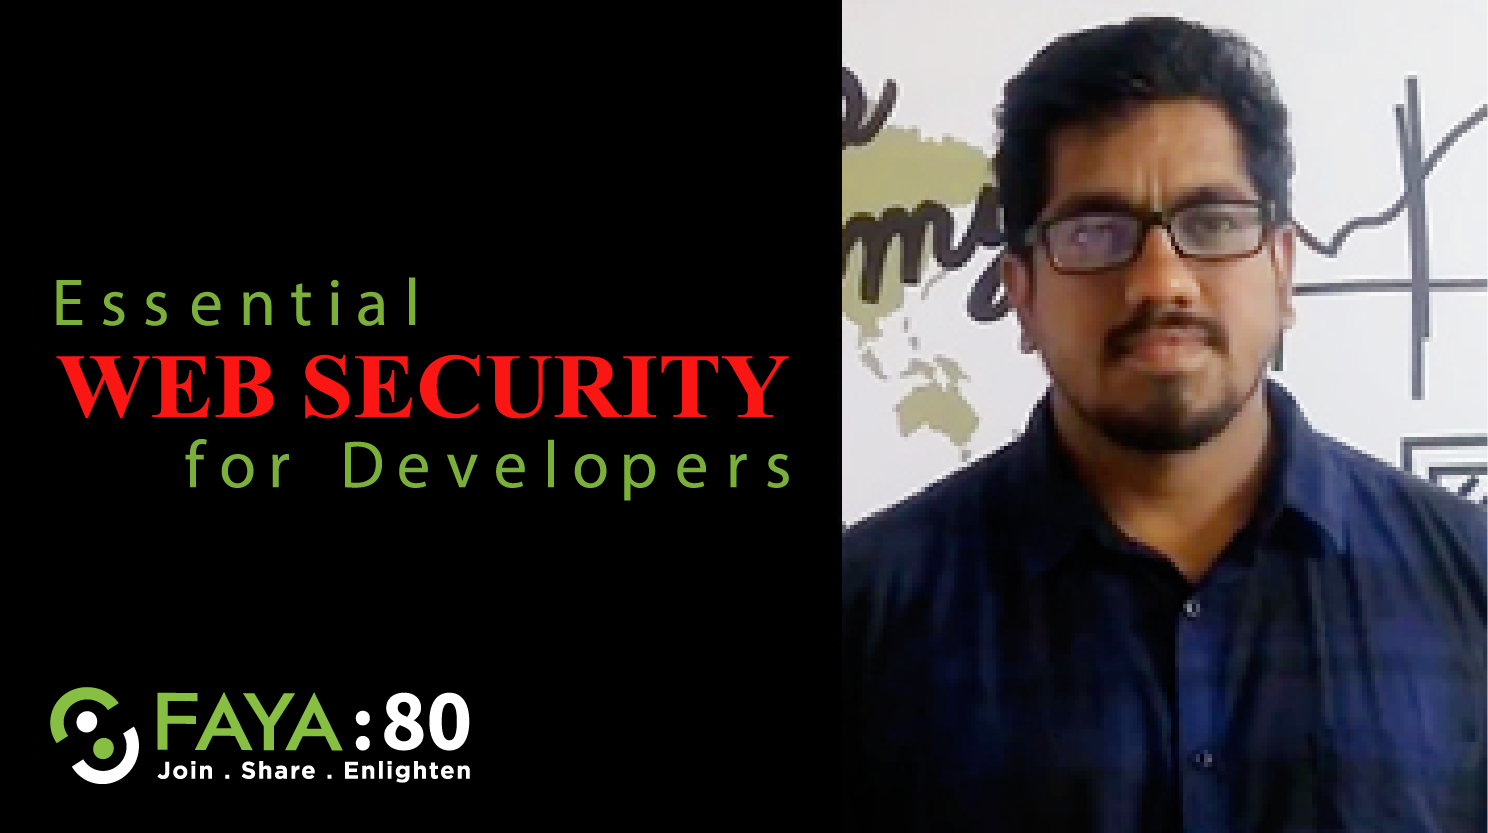 Essential
WEB SECURITY
for Developers
FAYA:80
Join . Share . Enlighten